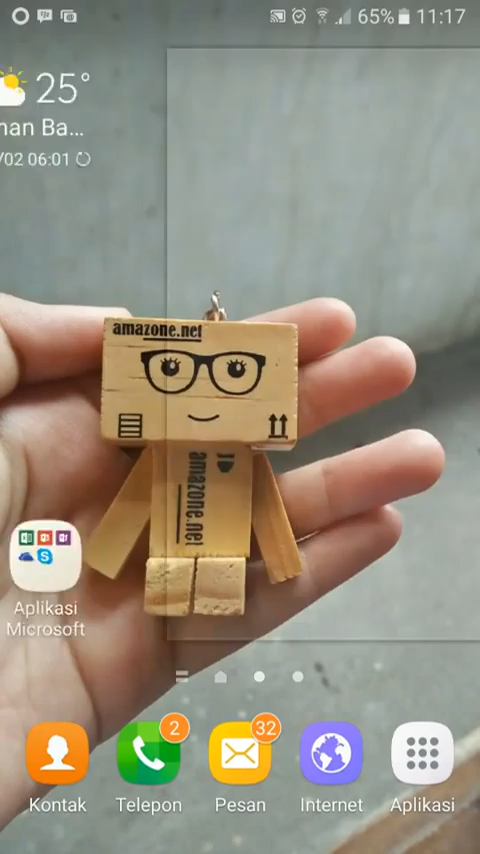 65% 11:17
25°
nan Ba...
/02 06:01
amazone.net
amazone.net
Aplikasi
Microsoft
2
32
Kontak
Telepon
Pesan
Internet
Aplikasi